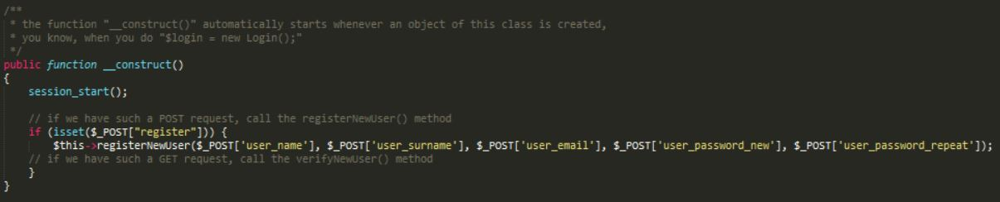 /**
 * the function "__construct()" automatically starts whenever an object of this class is created,
 * you know, when you do "$login = new Login();"
 */
public function __construct()
{
    session_start();

    // if we have such a POST request, call the registerNewUser() method
    if (isset($_POST["register"])) {
        $this->registerNewUser($_POST['user_name'], $_POST['user_surname'], $_POST['user_email'], $_POST['user_password_new'], $_POST['user_password_repeat']);
    // if we have such a GET request, call the verifyNewUser() method
    }
}